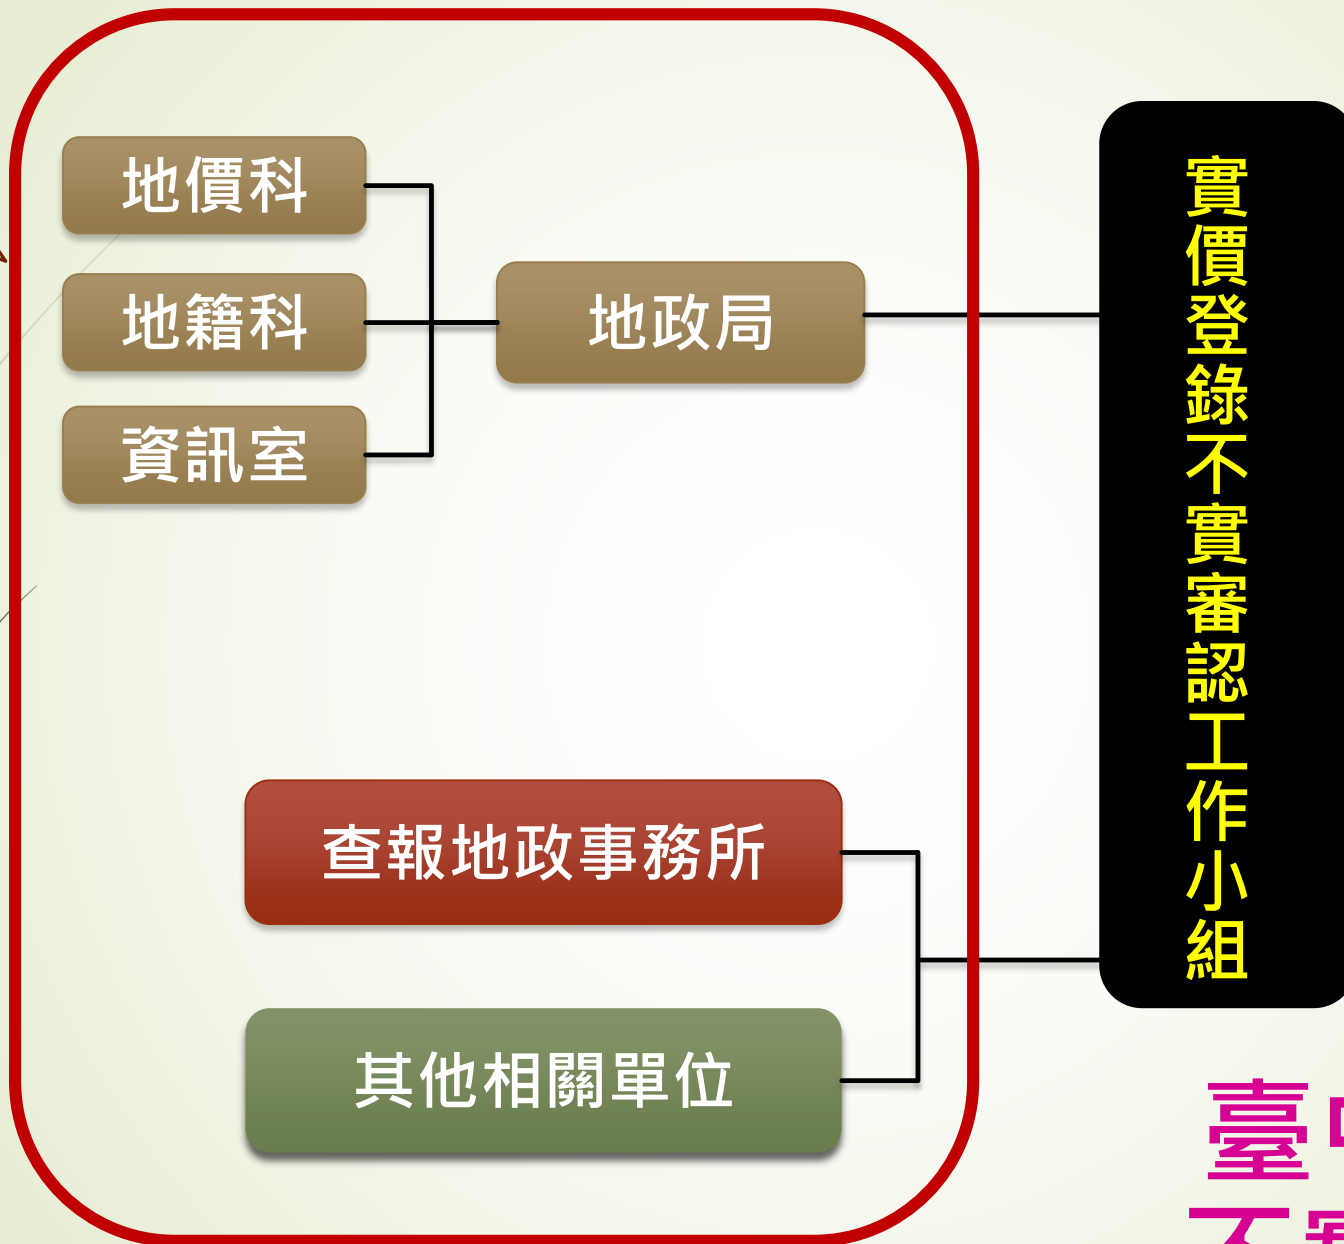 地價科
地籍科
資訊室
地政局
查報地政事務所
其他相關單位
實價登錄不實審認工作小組
臺
不